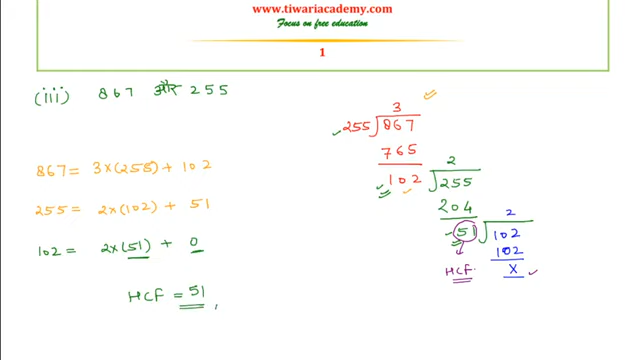 www.tiwariacademy.com
Focus on free education
1
(iii) 867 और 255
867 = 3×(255) + 102
255 = 2×(102) + 51
102 = 2×(51) + 0
HCF = 51,
3
255 867
765
2
102 255
204
2
51 102
102
HCF. X